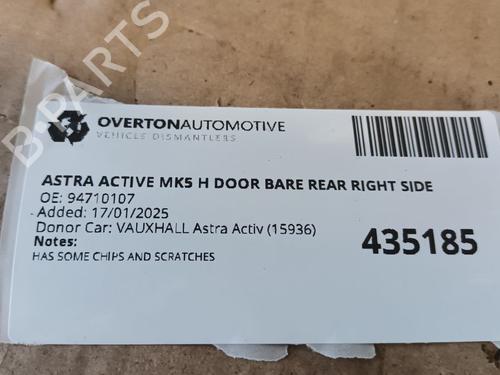 B-PARTS
OVERTONAUTOMOTIVE
VEHICLE DISMANTLERS
ASTRA ACTIVE MK5 H DOOR BARE REAR RIGHT SIDE
OE: 94710107
Added: 17/01/2025
Donor Car: VAUXHALL Astra Activ (15936)
Notes:
HAS SOME CHIPS AND SCRATCHES
435185